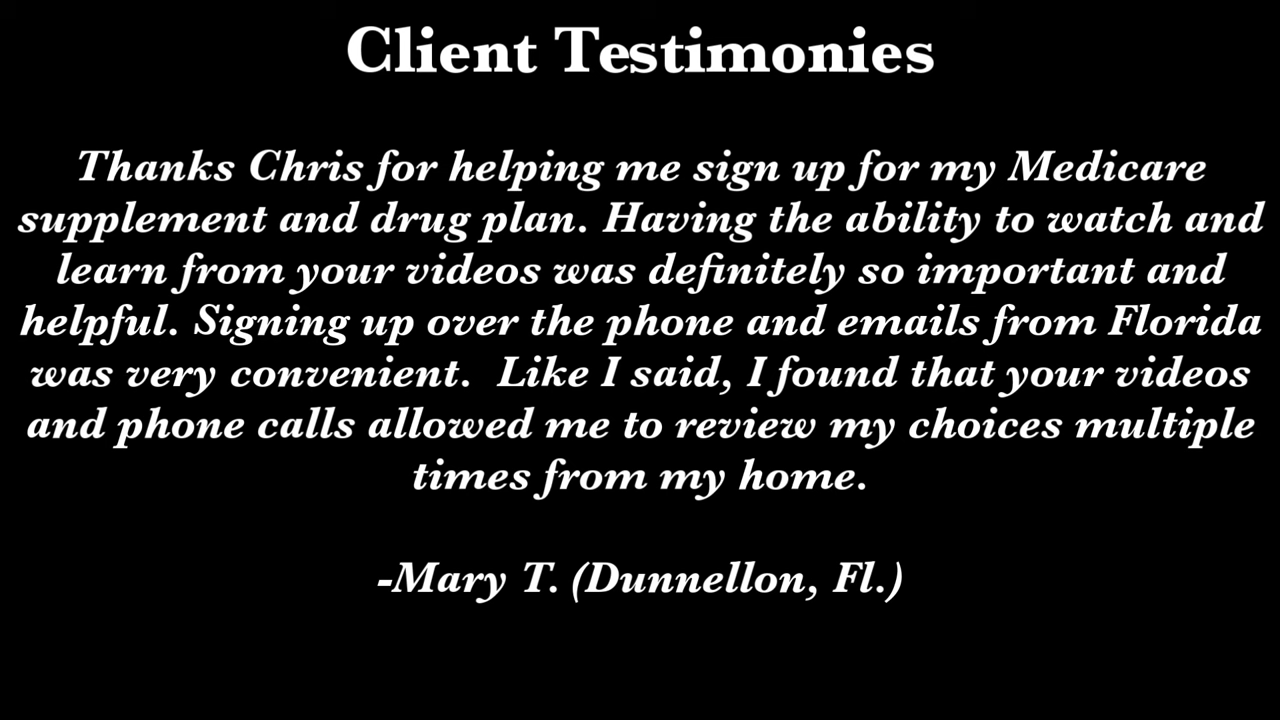 Client Testimonies
Thanks Chris for helping me sign up for my Medicare
supplement and drug plan. Having the ability to watch and
learn from your videos was definitely so important and
helpful. Signing up over the phone and emails from Florida
was very convenient.  Like I said, I found that your videos
and phone calls allowed me to review my choices multiple
times from my home.
-Mary T. (Dunnellon, Fl.)